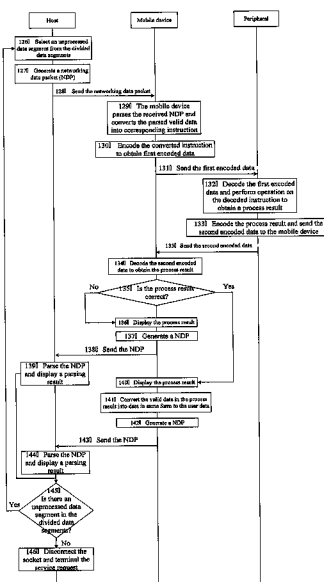 Host
Mobile device
Peripheral
126) Select an unprocessed
data segment from the divided
data segments
127) Generate a networking
data packet (NDP)
128) Send the networking data packet
129) The mobile device
parses the received NDP and
converts the parsed valid data
into corresponding instruction
130) Encode the converted instruction
to obtain first encoded data
131) Send the first encoded data
132) Decode the first encoded
data and perform operation on
the decoded instruction to
obtain a process result
133) Encode the process result and send the
second encoded data to the mobile device
133) Send the second encoded data
134) Decode the second encoded
data to obtain the process result
No
135) Is the process result
correct?
Yes
136) Display the process result
137) Generate a NDP
138) Send the NDP
139) Parse the NDP
and display a parsing
result
140) Display the process result
141) Convert the valid data in the process
result into data in same form to the user data
142) Generate a NDP
143) Send the NDP
144) Parse the NDP
and display a parsing
result
145)
Is there an
unprocessed data
segment in the
divided data
segments?
Yes
No
146) Disconnect the
socket and terminal the
service request